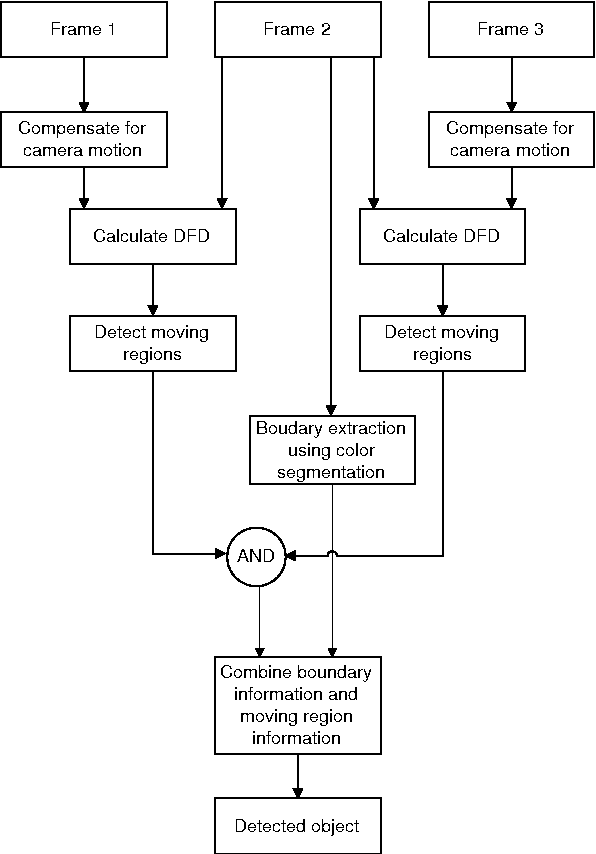 Frame 1
Frame 2
Frame 3
Compensate for
camera motion
Compensate for
camera motion
Calculate DFD
Calculate DFD
Detect moving
regions
Detect moving
regions
Boudary extraction
using color
segmentation
AND
Combine boundary
information and
moving region
information
Detected object